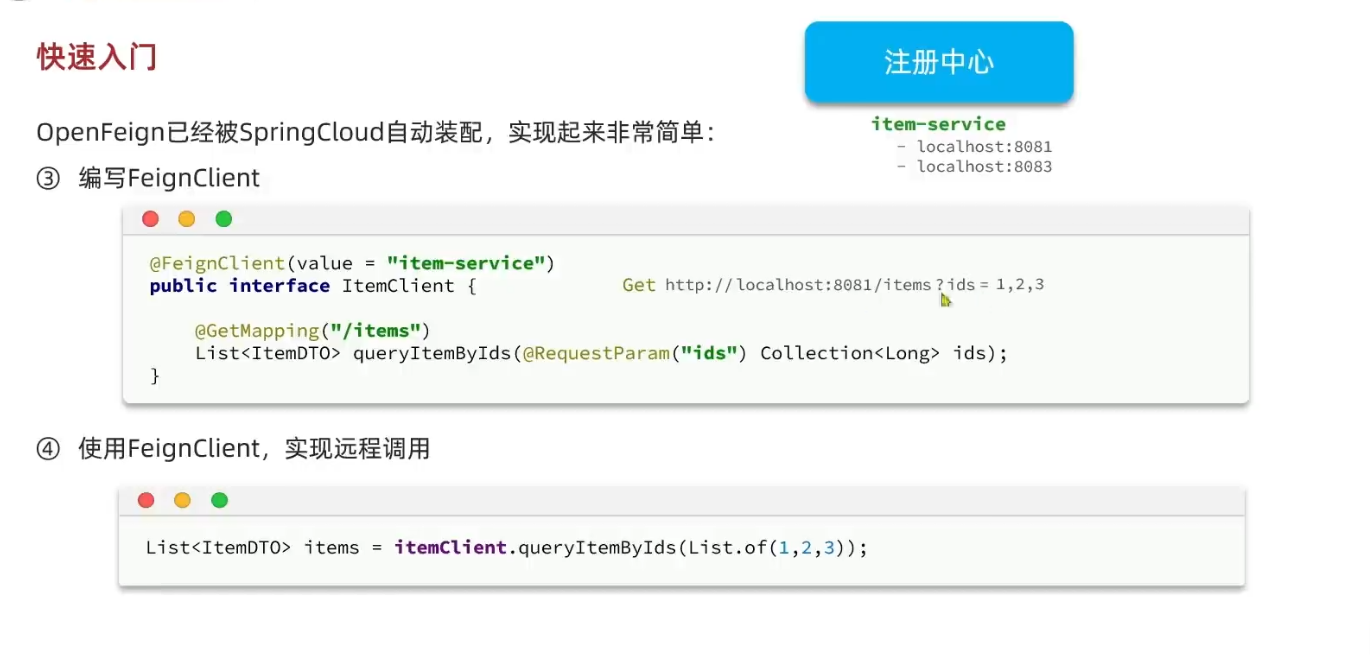 快速入门
注册中心
item-service
- localhost:8081
- localhost:8083
OpenFeign已经被SpringCloud自动装配，实现起来非常简单：
③ 编写FeignClient
@FeignClient(value = "item-service")
public interface ItemClient {
Get http://localhost:8081/items?ids=1,2,3
@GetMapping("/items")
List<ItemDTO> queryItemByIds(@RequestParam("ids") Collection<Long> ids);
}
④ 使用FeignClient，实现远程调用
List<ItemDTO> items = itemClient.queryItemByIds(List.of(1,2,3));